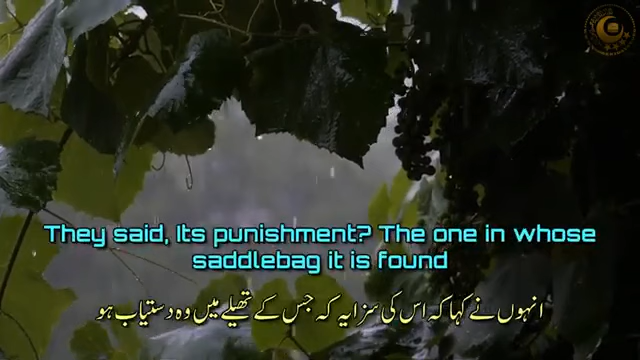 They said, Its punishment? The one in whose
saddlebag it is found
انہوں نے کہا کہ اس کی سزا یہ کہ جس کے تھیلے میں وہ دستیاب ہو